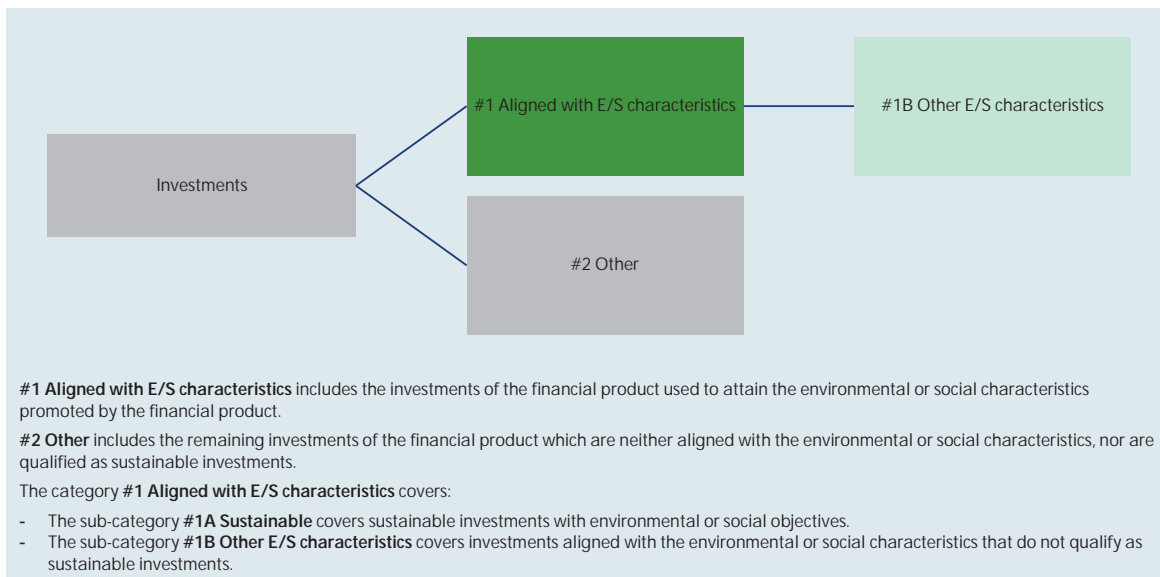 #1 Aligned with E/S characteristics
#1B Other E/S characteristics
Investments
#2 Other
#1 Aligned with E/S characteristics includes the investments of the financial product used to attain the environmental or social characteristics
promoted by the financial product.
#2 Other includes the remaining investments of the financial product which are neither aligned with the environmental or social characteristics, nor are
qualified as sustainable investments.
The category #1 Aligned with E/S characteristics covers:
- The sub-category #1A Sustainable covers sustainable investments with environmental or social objectives.
- The sub-category #1B Other E/S characteristics covers investments aligned with the environmental or social characteristics that do not qualify as
sustainable investments.